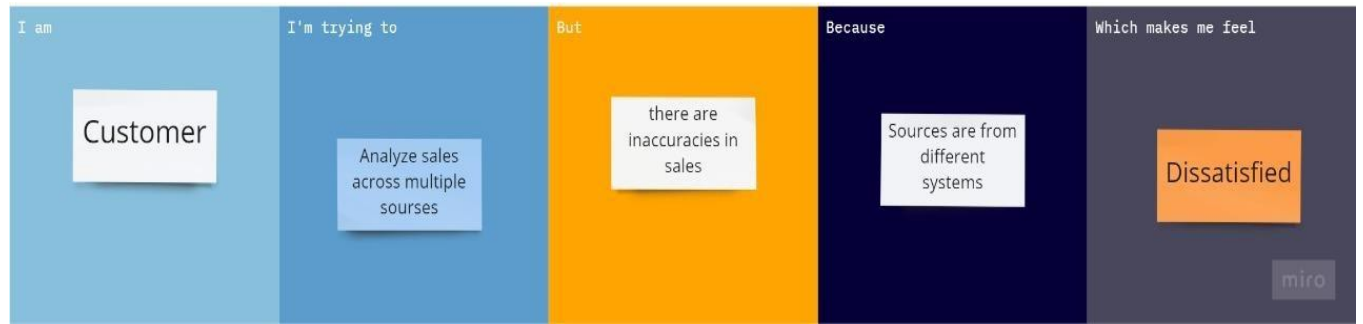 I am
Customer
I'm trying to
Analyze sales
across multiple
sourses
But
there are
inaccuracies in
sales
Because
Sources are from
different
systems
Which makes me feel
Dissatisfied
miro